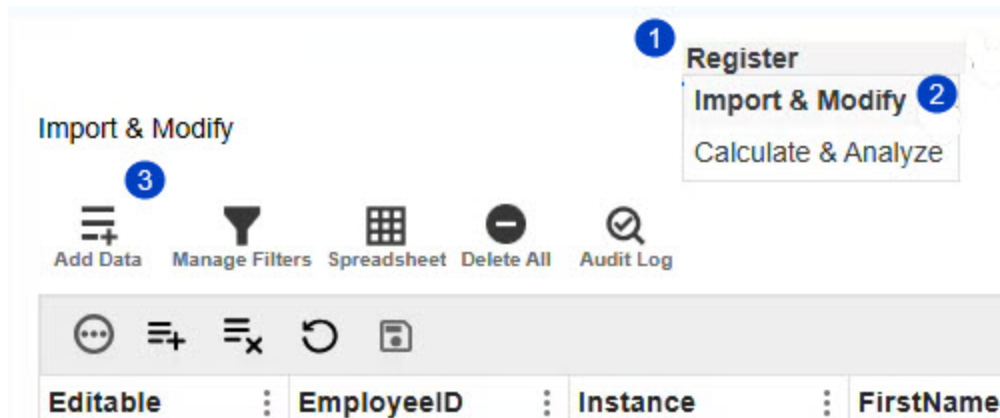 1
Register
Import & Modify 2
Calculate & Analyze
Import & Modify
3
Add Data Manage Filters Spreadsheet Delete All Audit Log
Editable EmployeeID Instance FirstName